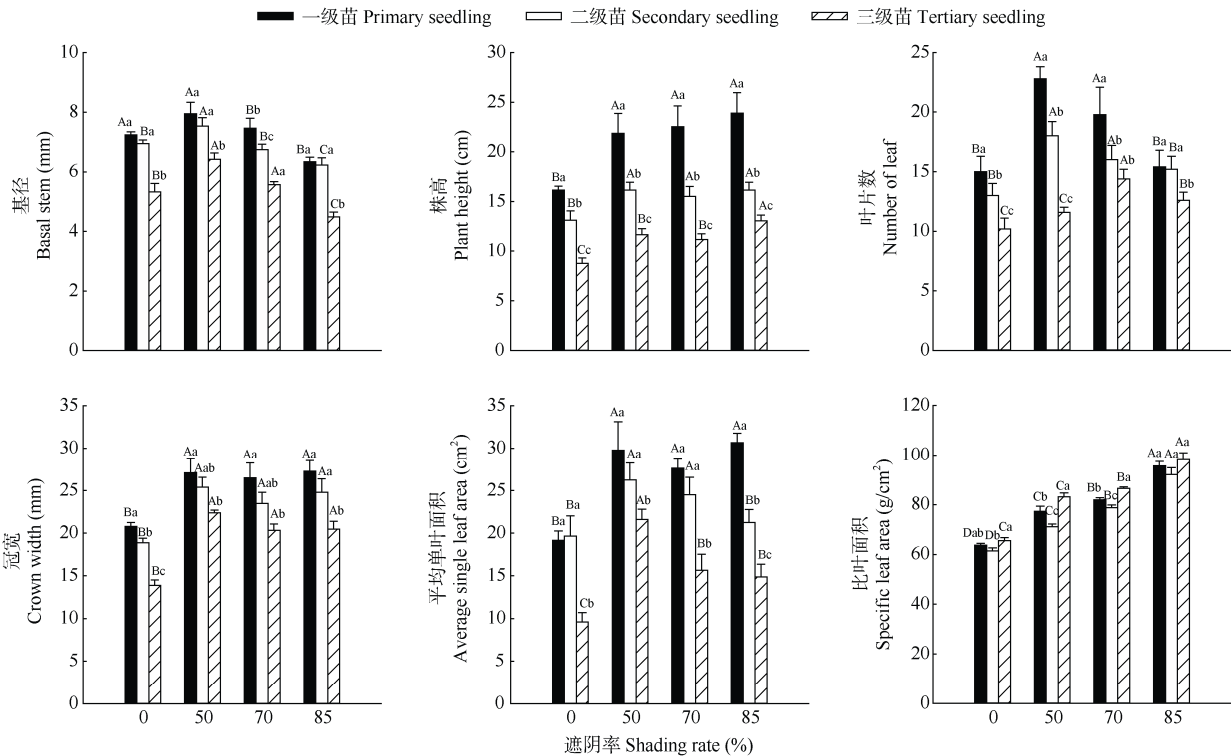 一级苗 Primary seedling 二级苗 Secondary seedling 三级苗 Tertiary seedling
基径
Basal stem (mm)
10
8
6
4
2
0
Aa Ba Bb
Aa Aa Ab
Bb Bc Aa
Ba Ca Cb
株高
Plant height (cm)
30
25
20
15
10
5
0
Ba Bb Cc
Aa Ab Bc
Aa Ab Bc
Aa Ab Ac
叶片数
Number of leaf
25
20
15
10
5
0
Ba Bb Cc
Aa Ab Cc
Aa Ab Ab
Ba Ba Bb
冠宽
Crown width (mm)
35
30
25
20
15
10
5
0
Ba Bb Bc
Aa Aab Ab
Aa Aab Ab
Aa Aa Ab
0 50 70 85
平均单叶面积
Average single leaf area (cm²)
35
30
25
20
15
10
5
0
Ba Ba Cb
Aa Aa Ab
Aa Aa Bb
Aa Bb Bc
0 50 70 85
比叶面积
Specific leaf area (g/cm²)
120
100
80
60
40
20
0
Dab Db Ca
Cb Cc Ca
Bb Bc Ba
Aa Aa Aa
0 50 70 85
遮阴率 Shading rate (%)